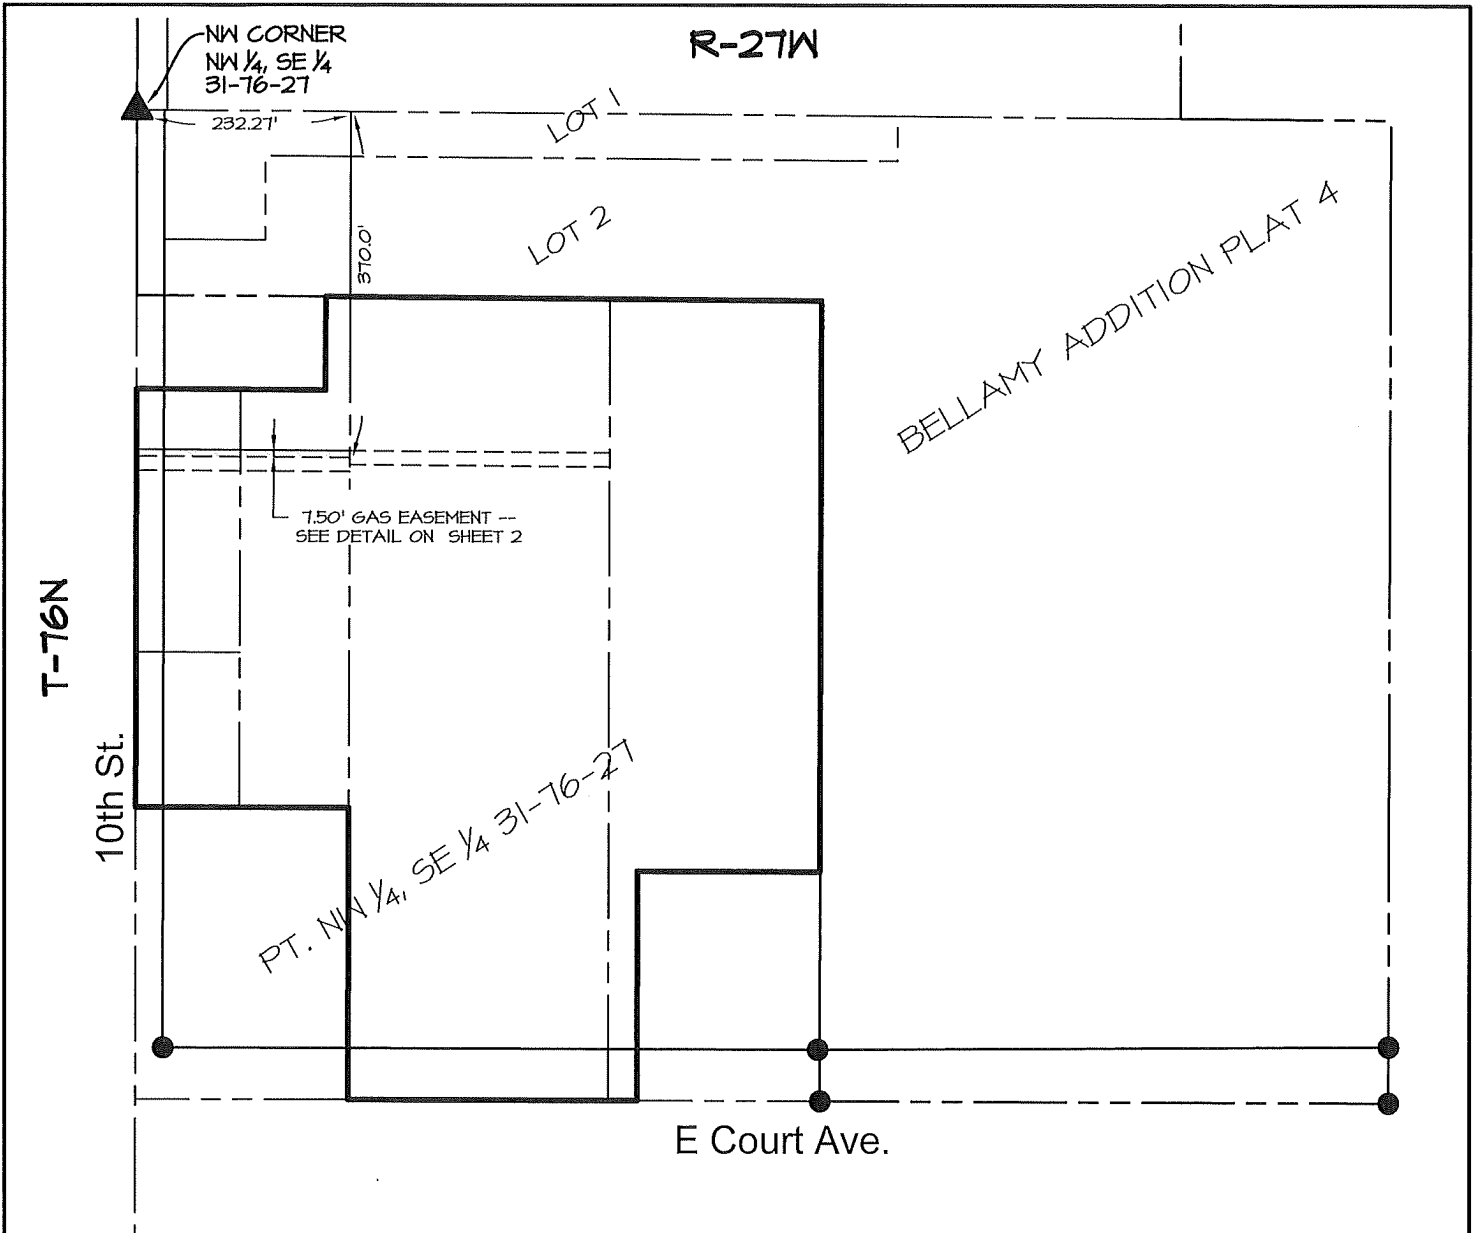 NW CORNER
NW 1/4, SE 1/4
31-76-27
R-27W
232.27'
LOT 1
370.0'
LOT 2
BELLAMY ADDITION PLAT 4
7.50' GAS EASEMENT --
SEE DETAIL ON SHEET 2
T-76N
10th St.
PT. NW 1/4, SE 1/4 31-76-27
E Court Ave.